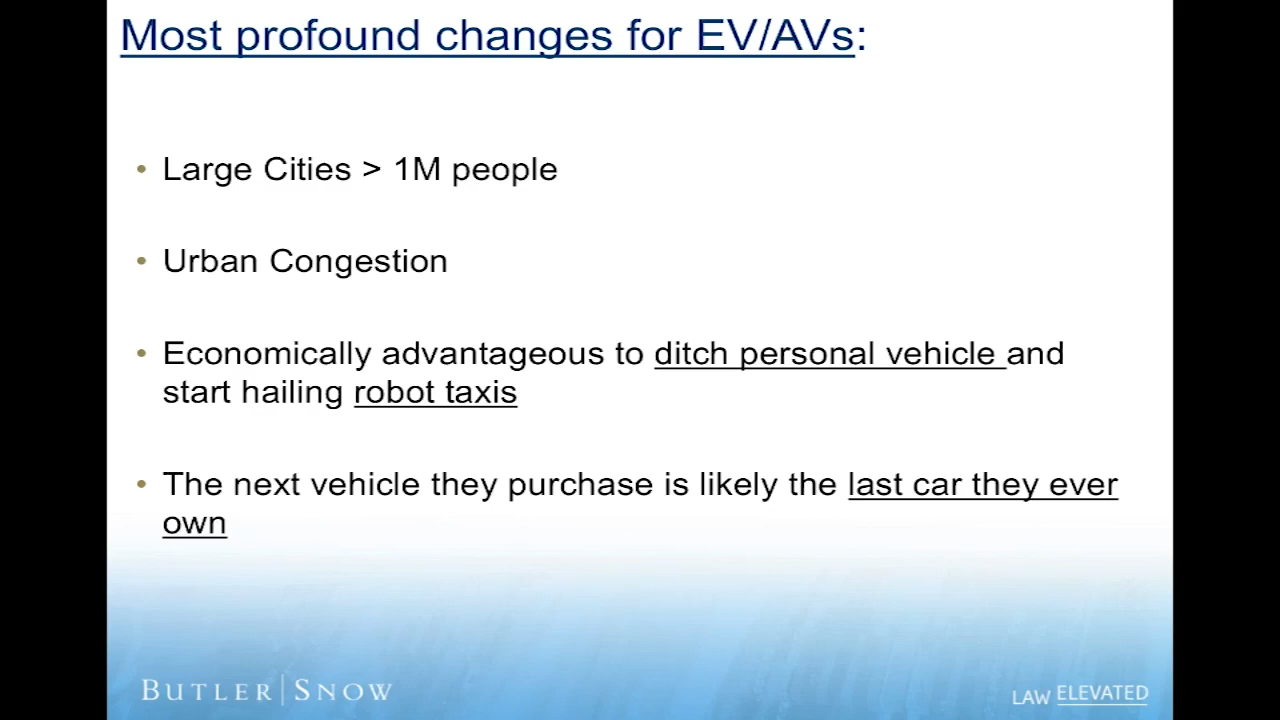 Most profound changes for EV/AVs:
• Large Cities > 1M people
• Urban Congestion
• Economically advantageous to ditch personal vehicle and
start hailing robot taxis
• The next vehicle they purchase is likely the last car they ever
own
BUTLER | SNOW
LAW ELEVATED